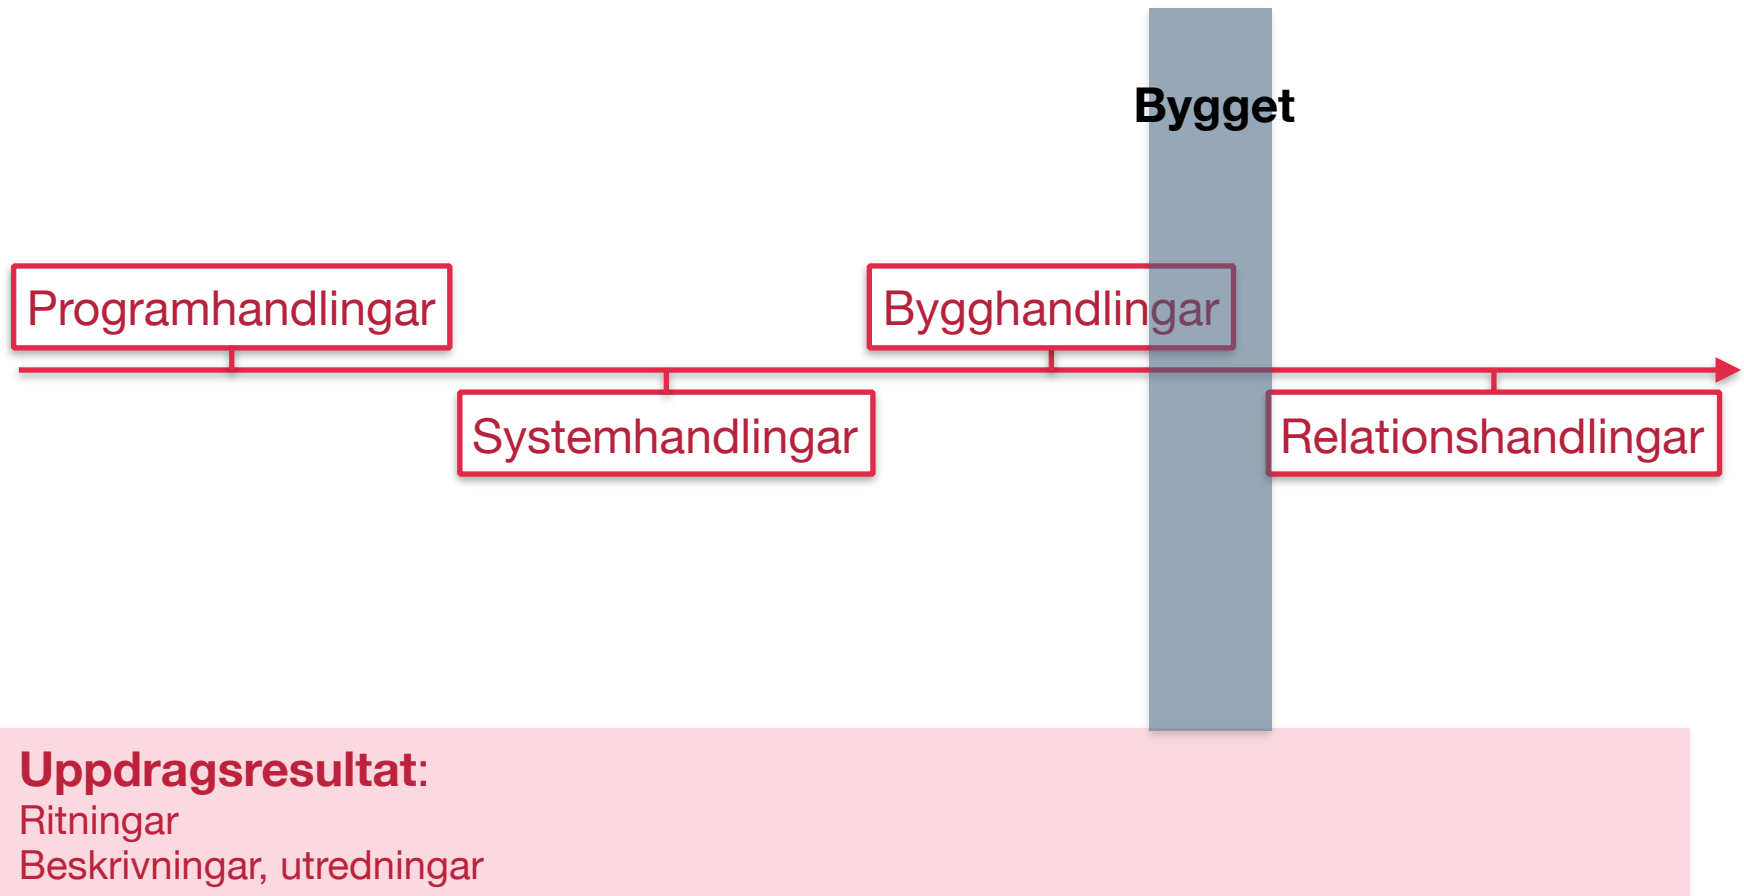 Bygget
Programhandlingar
Bygghandlingar
Systemhandlingar
Relationshandlingar
Uppdragsresultat:
Ritningar
Beskrivningar, utredningar